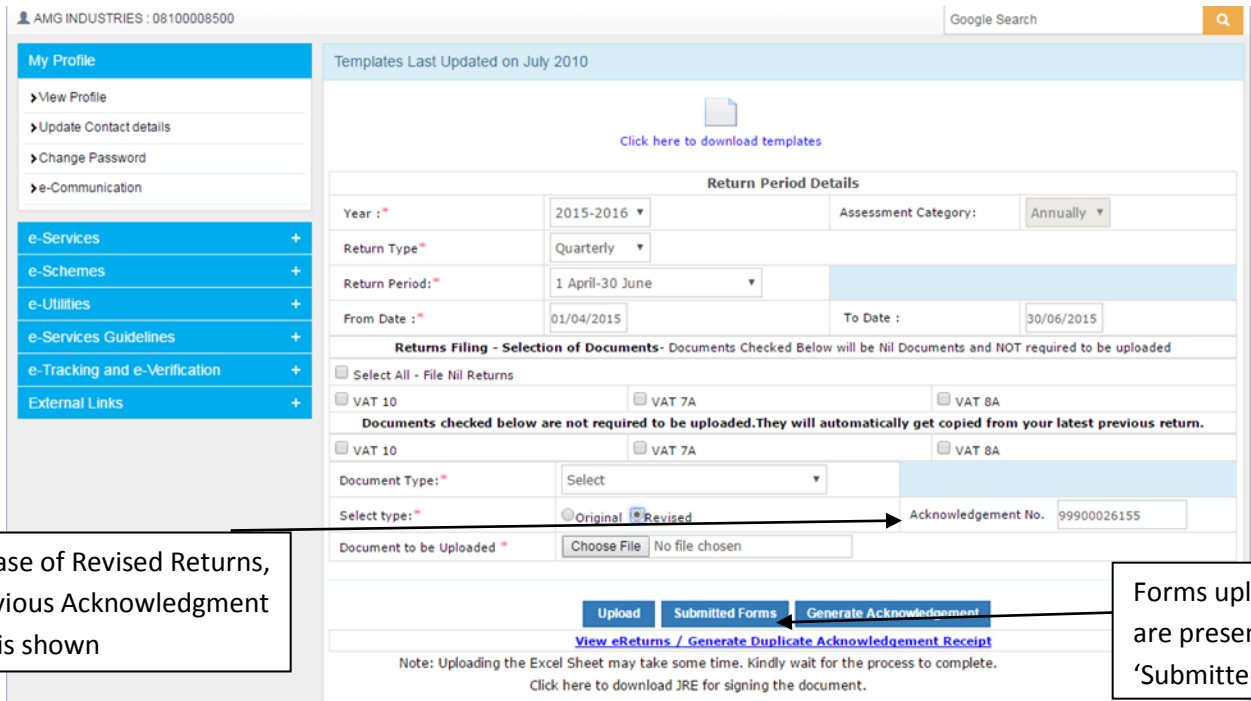 AMG INDUSTRIES : 08100008500
Google Search
My Profile
View Profile
Update Contact details
Change Password
e-Communication
e-Services +
e-Schemes +
e-Utilities +
e-Services Guidelines +
e-Tracking and e-Verification +
External Links +
Templates Last Updated on July 2010
Click here to download templates
Return Period Details
Year :* 2015-2016 Assessment Category: Annually
Return Type* Quarterly
Return Period:* 1 April-30 June
From Date :* 01/04/2015 To Date : 30/06/2015
Returns Filing - Selection of Documents- Documents Checked Below will be Nil Documents and NOT required to be uploaded
Select All - File Nil Returns
VAT 10 VAT 7A VAT 8A
Documents checked below are not required to be uploaded.They will automatically get copied from your latest previous return.
VAT 10 VAT 7A VAT 8A
Document Type:* Select
Select type:* Original Revised Acknowledgement No. 99900026155
Document to be Uploaded * Choose File No file chosen
Upload Submitted Forms Generate Acknowledgement
View eReturns / Generate Duplicate Acknowledgement Receipt
Note: Uploading the Excel Sheet may take some time. Kindly wait for the process to complete.
Click here to download JRE for signing the document.
ase of Revised Returns,
vious Acknowledgment
is shown
Forms upl
are presen
‘Submitte